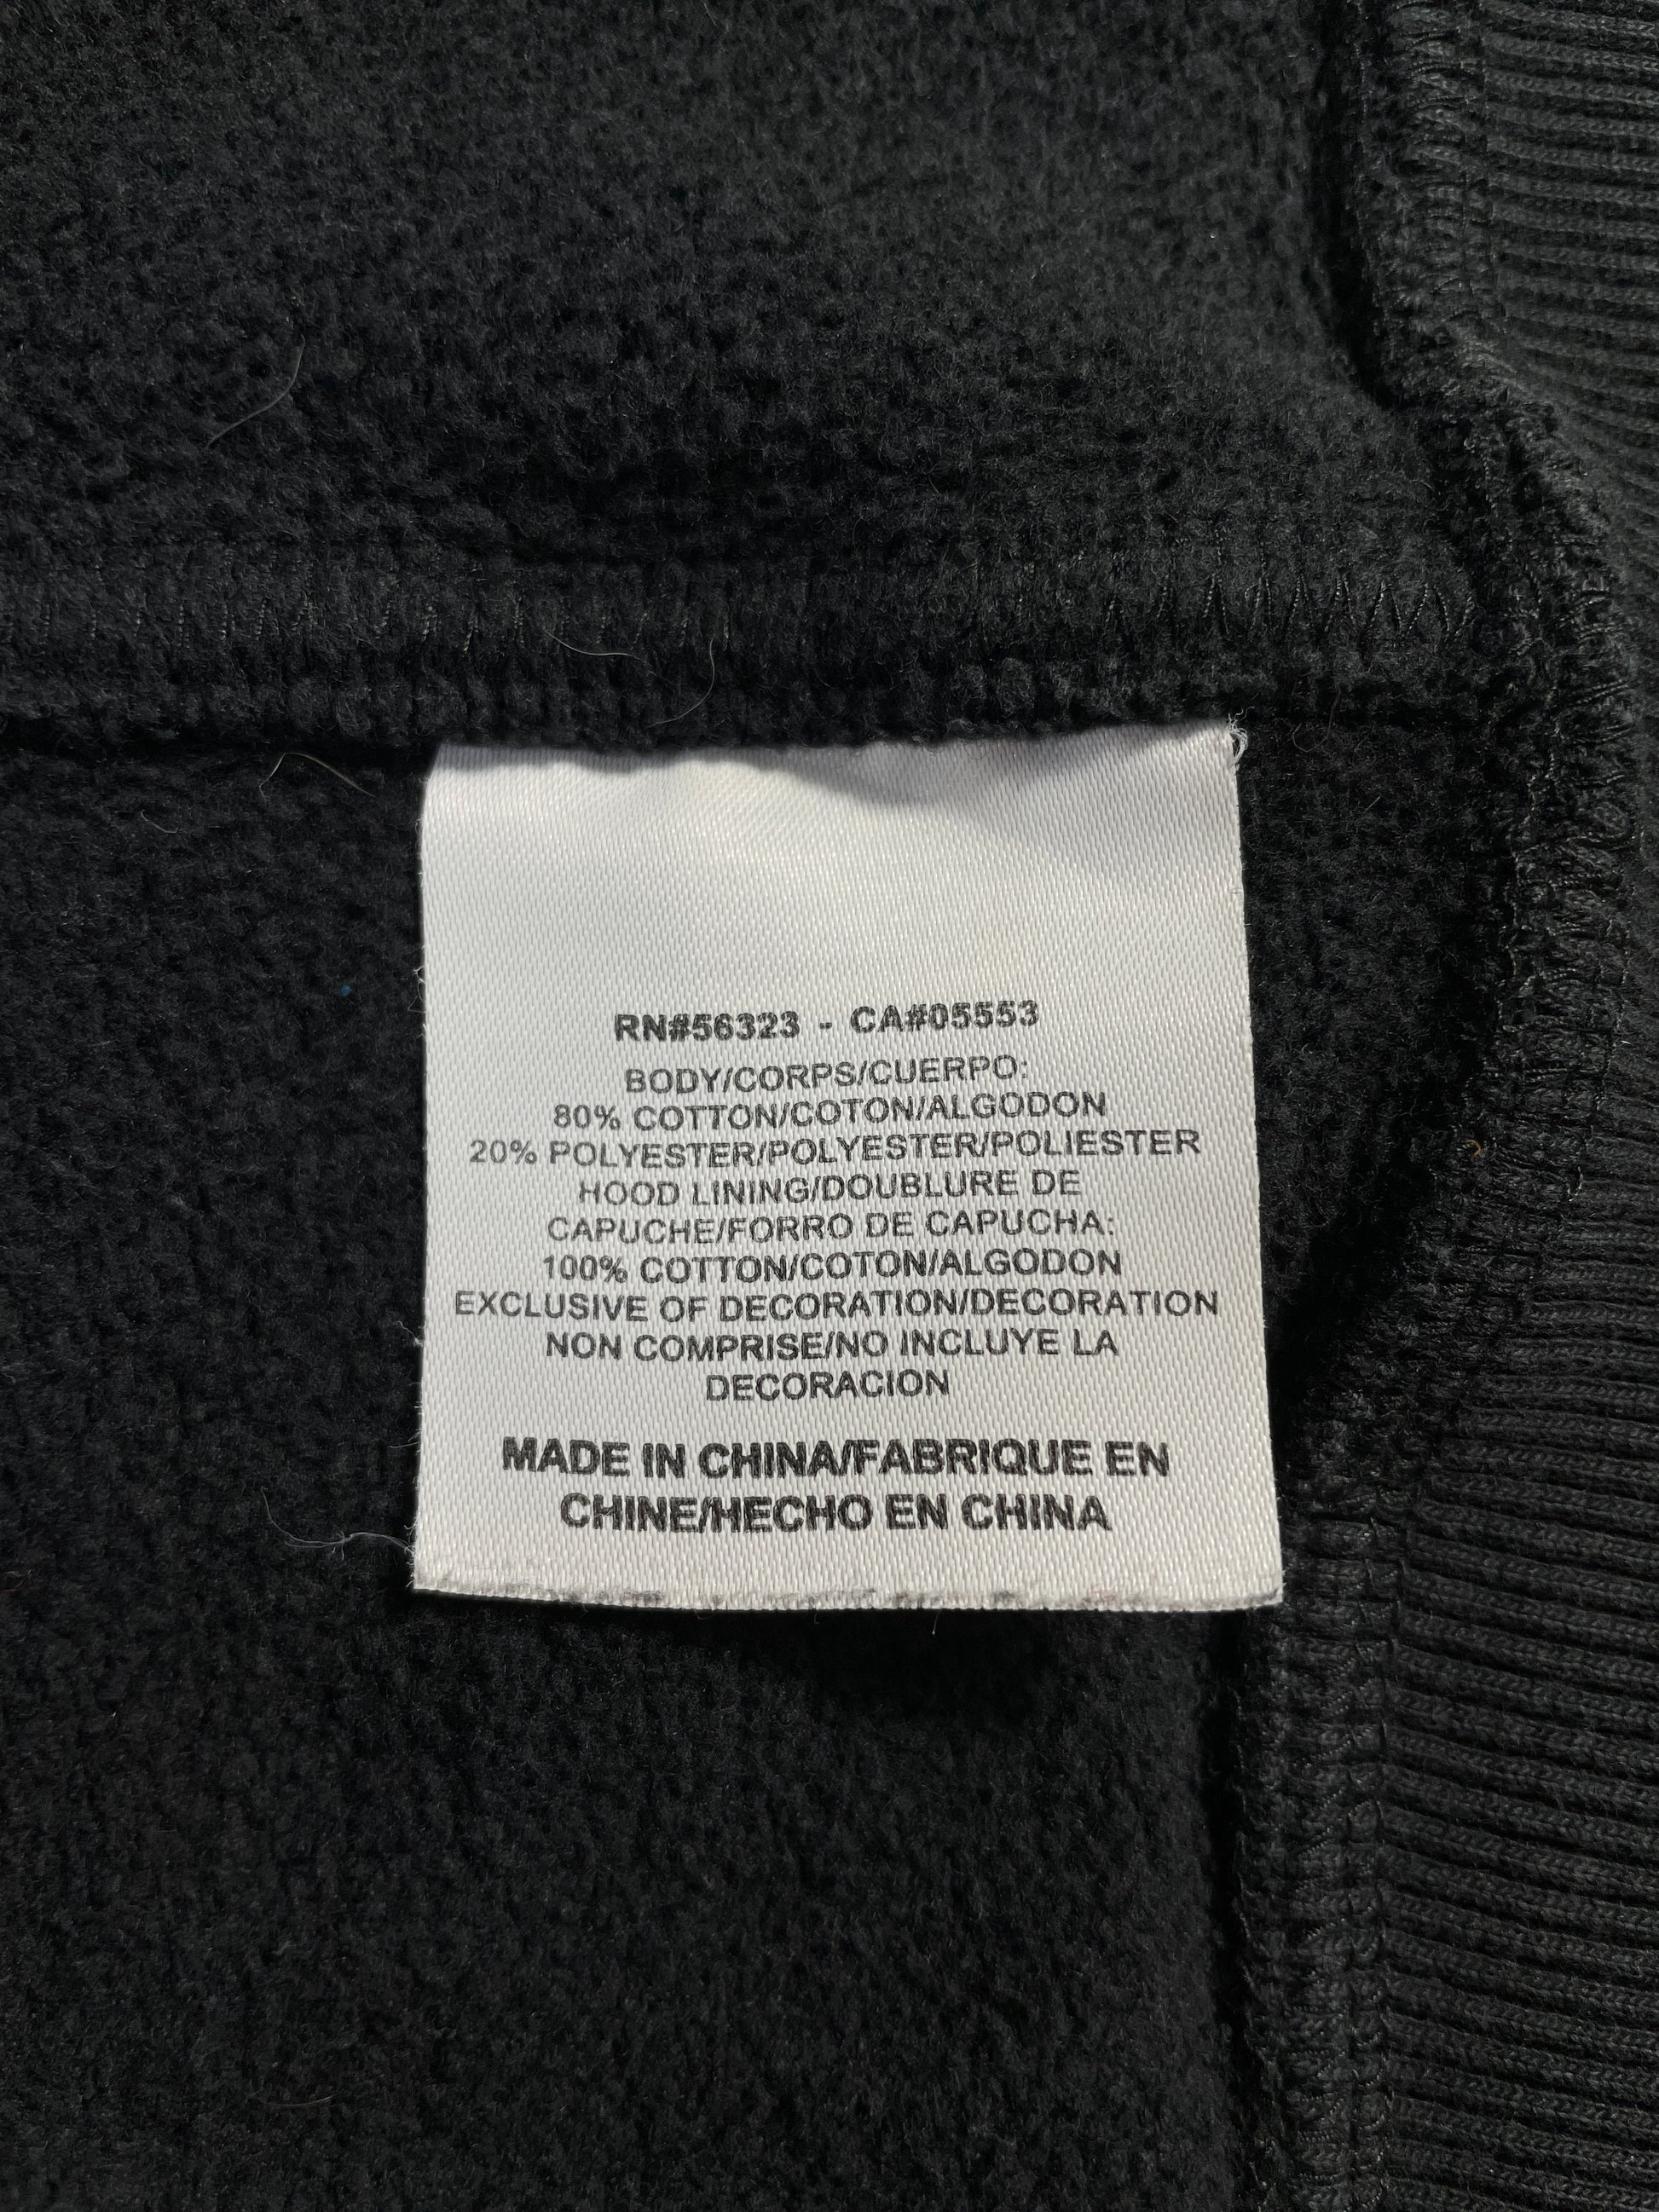 RN#56323 - CA#05553
BODY/CORPS/CUERPO:
80% COTTON/COTON/ALGODON
20% POLYESTER/POLYESTER/POLIESTER
HOOD LINING/DOUBLURE DE
CAPUCHE/FORRO DE CAPUCHA:
100% COTTON/COTON/ALGODON
EXCLUSIVE OF DECORATION/DECORATION
NON COMPRISE/NO INCLUYE LA
DECORACION
MADE IN CHINA/FABRIQUE EN
CHINE/HECHO EN CHINA